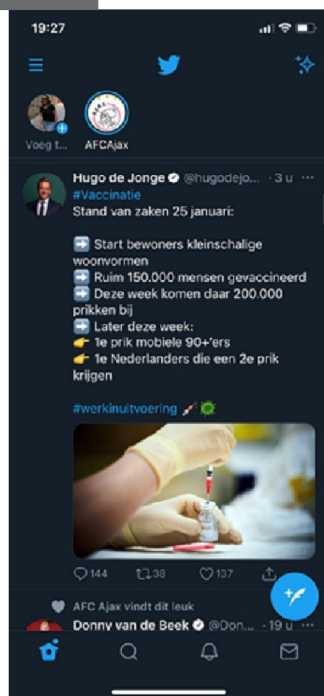 19:27
Voeg t... AFCAjax
Hugo de Jonge @hugodejo... · 3 u
#Vaccinatie
Stand van zaken 25 januari:
➡️ Start bewoners kleinschalige
woonvormen
➡️ Ruim 150.000 mensen gevaccineerd
➡️ Deze week komen daar 200.000
prikken bij
➡️ Later deze week:
👉 1e prik mobiele 90+'ers
👉 1e Nederlanders die een 2e prik
krijgen
#werkinuitvoering
144 38 137
AFC Ajax vindt dit leuk
Donny van de Beek @Don... · 19 u